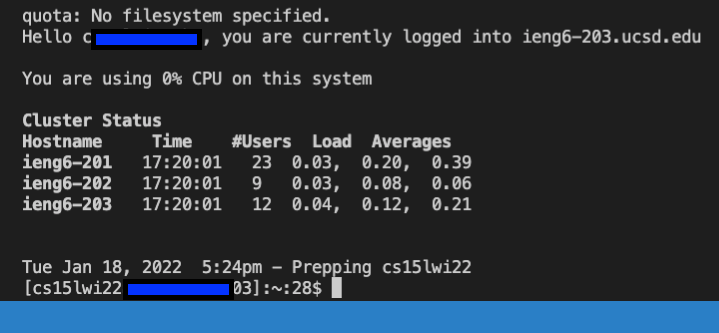 quota: No filesystem specified.
Hello c, you are currently logged into ieng6-203.ucsd.edu
You are using 0% CPU on this system
Cluster Status
Hostname Time #Users Load Averages
ieng6-201 17:20:01 23 0.03, 0.20, 0.39
ieng6-202 17:20:01 9 0.03, 0.08, 0.06
ieng6-203 17:20:01 12 0.04, 0.12, 0.21
Tue Jan 18, 2022 5:24pm - Prepping cs15lwi22
[cs15lwi22 03]:~:28$